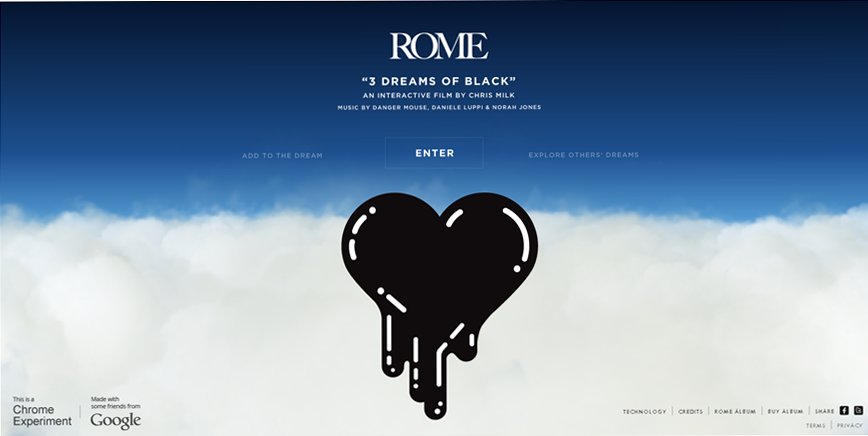 ROME
“3 DREAMS OF BLACK”
AN INTERACTIVE FILM BY CHRIS MILK
MUSIC BY DANGER MOUSE, DANIELE LUPPI & NORAH JONES
ADD TO THE DREAM
ENTER
EXPLORE OTHERS' DREAMS
This is a
Chrome
Experiment
Made with
some friends from
Google
TECHNOLOGY | CREDITS | ROME ALBUM | BUY ALBUM | SHARE
TERMS | PRIVACY